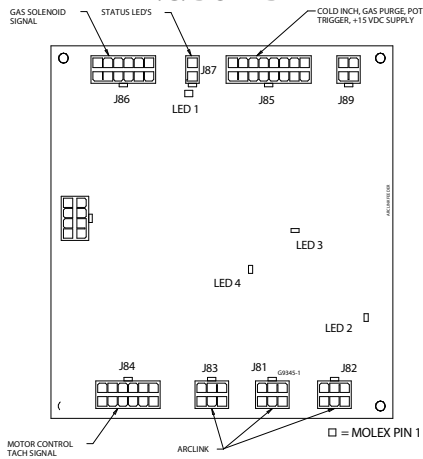 GAS SOLENOID
SIGNAL
STATUS LED'S
COLD INCH, GAS PURGE, POT
TRIGGER, +15 VDC SUPPLY
J86
J87
J85
J89
LED 1
LED 3
LED 4
LED 2
J84
J83
J81
G9345-1
J82
= MOLEX PIN 1
MOTOR CONTROL
TACH SIGNAL
ARCLINK